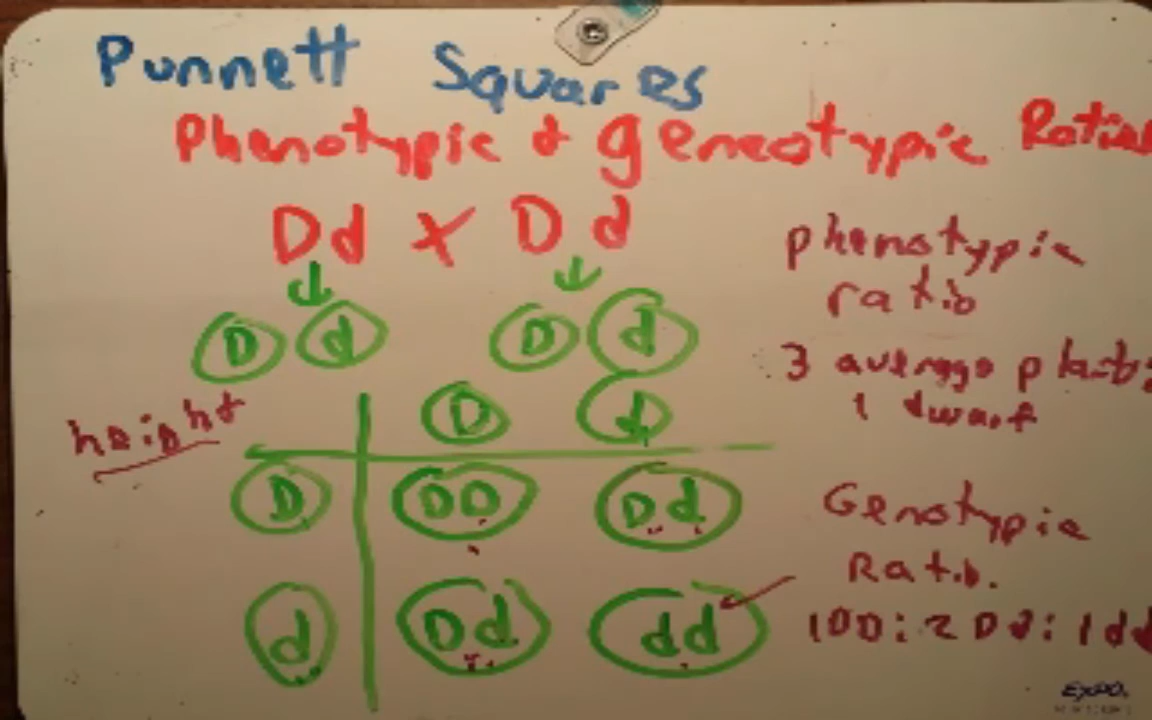 Punnett Squares
Phenotypic & geneotypic Ratios
Dd x Dd
D d D d
phenotypic
ratio
3 average plants
1 dwarf
height
D d
D DD Dd
d Dd dd
Genotypic
Ratio.
1DD:2Dd:1dd
EXPO.